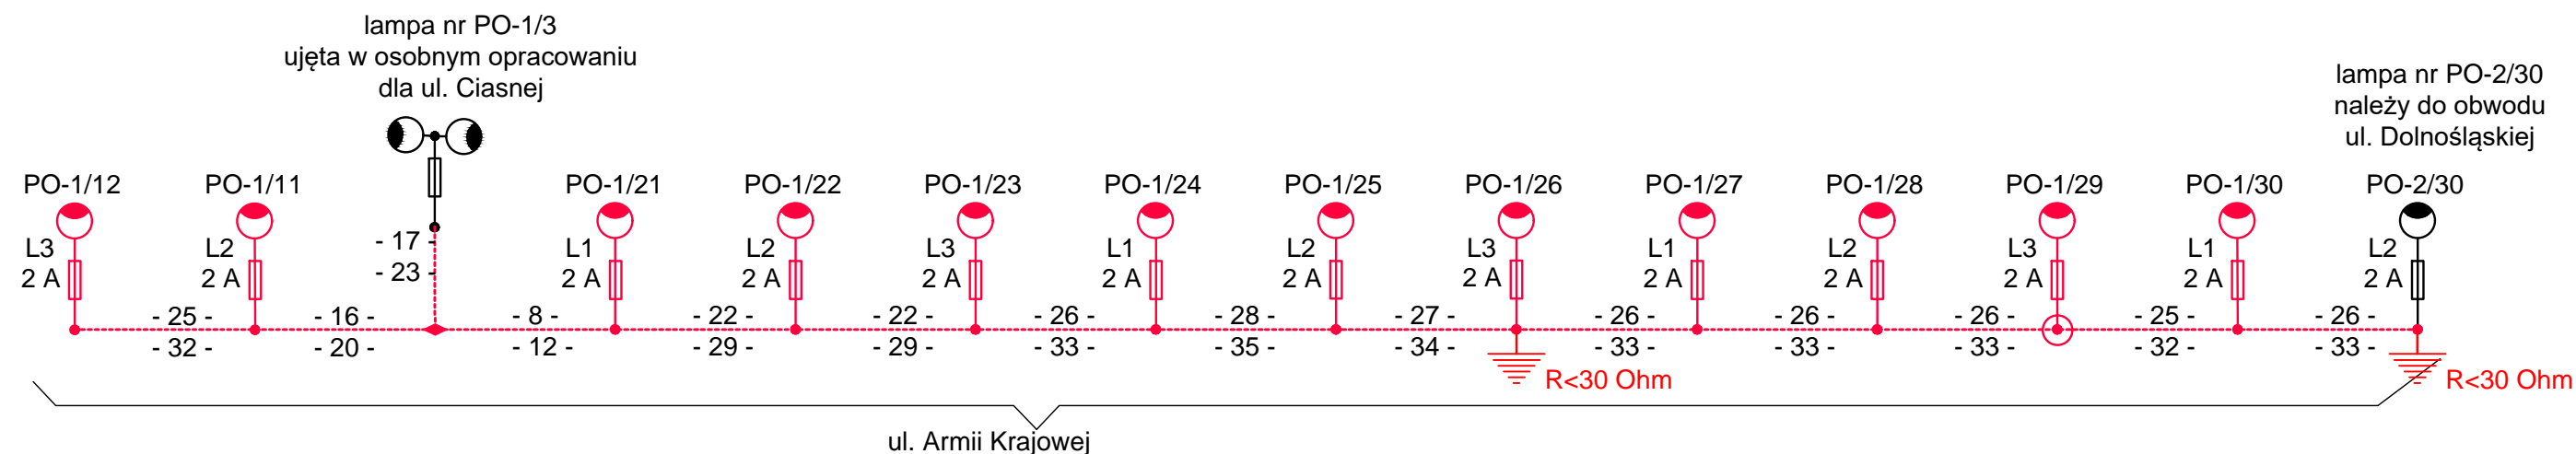 lampa nr PO-1/3
ujęta w osobnym opracowaniu
dla ul. Ciasnej
lampa nr PO-2/30
należy do obwodu
ul. Dolnośląskiej
PO-1/12 PO-1/11 PO-1/21 PO-1/22 PO-1/23 PO-1/24 PO-1/25 PO-1/26 PO-1/27 PO-1/28 PO-1/29 PO-1/30 PO-2/30
- 17 -
- 23 -
L3 L2 L1 L2 L3 L1 L2 L3 L1 L2 L3 L1 L2
2 A 2 A 2 A 2 A 2 A 2 A 2 A 2 A 2 A 2 A 2 A 2 A 2 A
- 25 - - 16 - - 8 - - 22 - - 22 - - 26 - - 28 - - 27 - - 26 - - 26 - - 26 - - 25 - - 26 -
- 32 - - 20 - - 12 - - 29 - - 29 - - 33 - - 35 - - 34 - - 33 - - 33 - - 33 - - 32 - - 33 -
R<30 Ohm R<30 Ohm
ul. Armii Krajowej